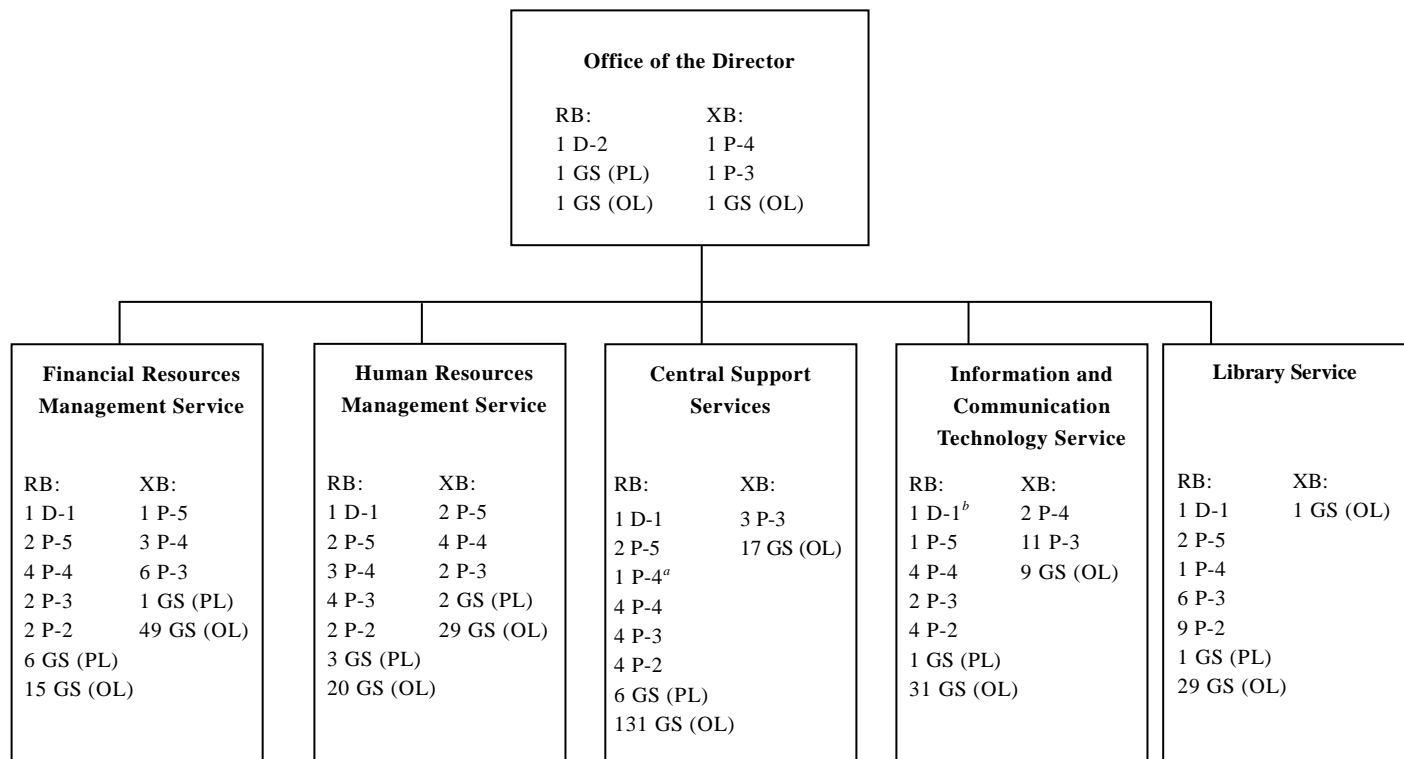 Office of the Director
RB: XB:
1 D-2 1 P-4
1 GS (PL) 1 P-3
1 GS (OL) 1 GS (OL)
Financial Resources
Management Service
RB: XB:
1 D-1 1 P-5
2 P-5 3 P-4
4 P-4 6 P-3
2 P-3 1 GS (PL)
2 P-2 49 GS (OL)
6 GS (PL)
15 GS (OL)
Human Resources
Management Service
RB: XB:
1 D-1 2 P-5
2 P-5 4 P-4
3 P-4 2 P-3
4 P-3 2 GS (PL)
2 P-2 29 GS (OL)
3 GS (PL)
20 GS (OL)
Central Support
Services
RB: XB:
1 D-1 3 P-3
2 P-5 17 GS (OL)
1 P-4a
4 P-4
4 P-3
4 P-2
6 GS (PL)
131 GS (OL)
Information and
Communication
Technology Service
RB: XB:
1 D-1b 2 P-4
1 P-5 11 P-3
4 P-4 9 GS (OL)
2 P-3
4 P-2
1 GS (PL)
31 GS (OL)
Library Service
RB: XB:
1 D-1 1 GS (OL)
2 P-5
1 P-4
6 P-3
9 P-2
1 GS (PL)
29 GS (OL)